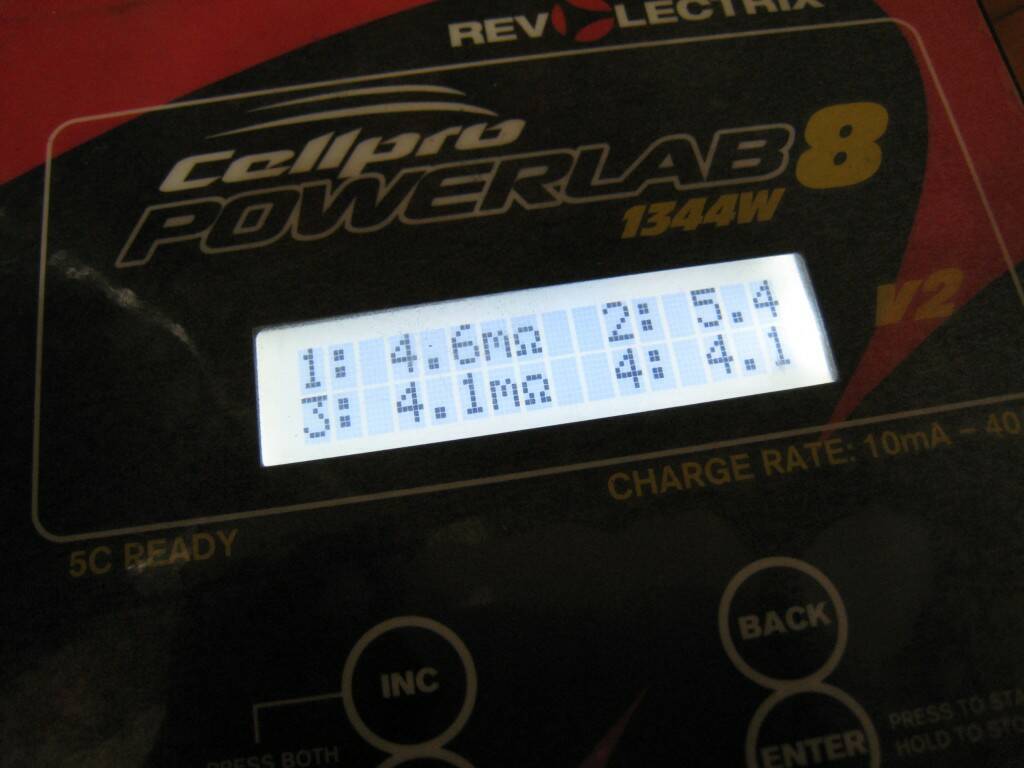 REVOLECTRIX
Cellpro
POWERLAB 8
1344W
V2
1: 4.6mΩ 2: 5.4
3: 4.1mΩ 4: 4.1
CHARGE RATE: 10mA - 40
5C READY
BACK
INC
PRESS TO STA
HOLD TO STO
ENTER
PRESS BOTH